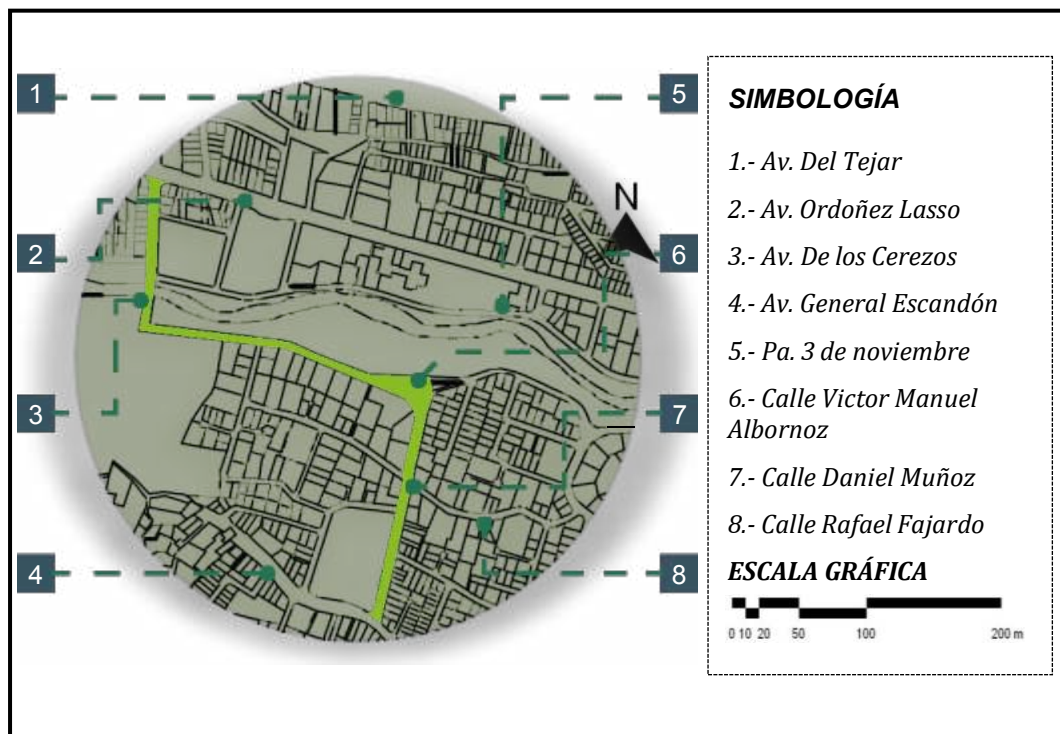 1
2
3
4
5
6
7
8
N
SIMBOLOGÍA
1.- Av. Del Tejar
2.- Av. Ordoñez Lasso
3.- Av. De los Cerezos
4.- Av. General Escandón
5.- Pa. 3 de noviembre
6.- Calle Victor Manuel
Albornoz
7.- Calle Daniel Muñoz
8.- Calle Rafael Fajardo
ESCALA GRÁFICA
0 10 20 50 100 200 m